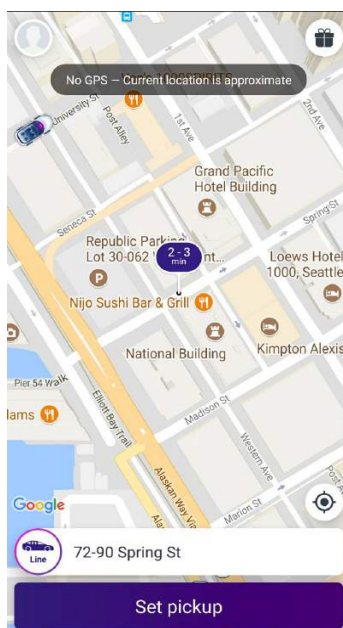 No GPS – Current location is approximate
University St
Post Alley
1st Ave
2nd Ave
Grand Pacific
Hotel Building
Seneca St
Spring St
Republic Parking
Lot 30-062
2 - 3
min
Loews Hotel
1000, Seattle
Nijo Sushi Bar & Grill
National Building
Kimpton Alexis
Pier 54 Walk
Elliott Bay Trail
Madison St
Western Ave
Alaskan Way
Marion St
Google
Line
72-90 Spring St
Set pickup